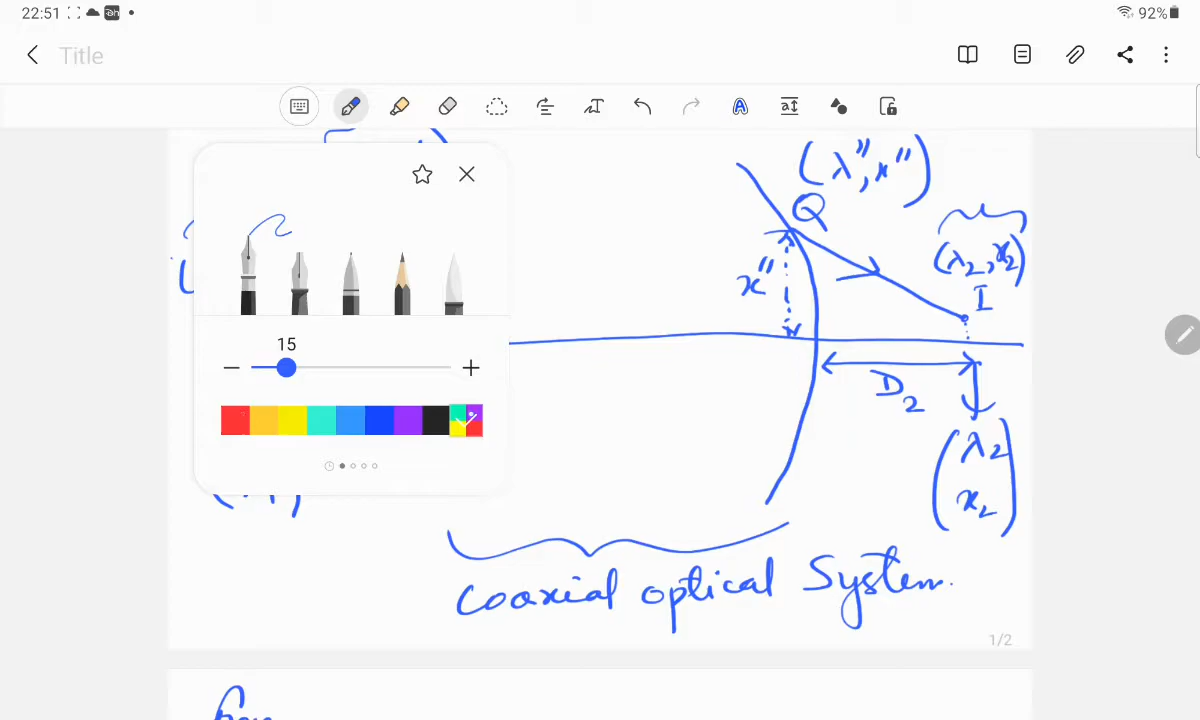 22:51 92%
Title
(λ", x")
Q
x"
(λ2, x2)
I
15
D2
(λ2
x2)
Coaxial optical System.
1/2